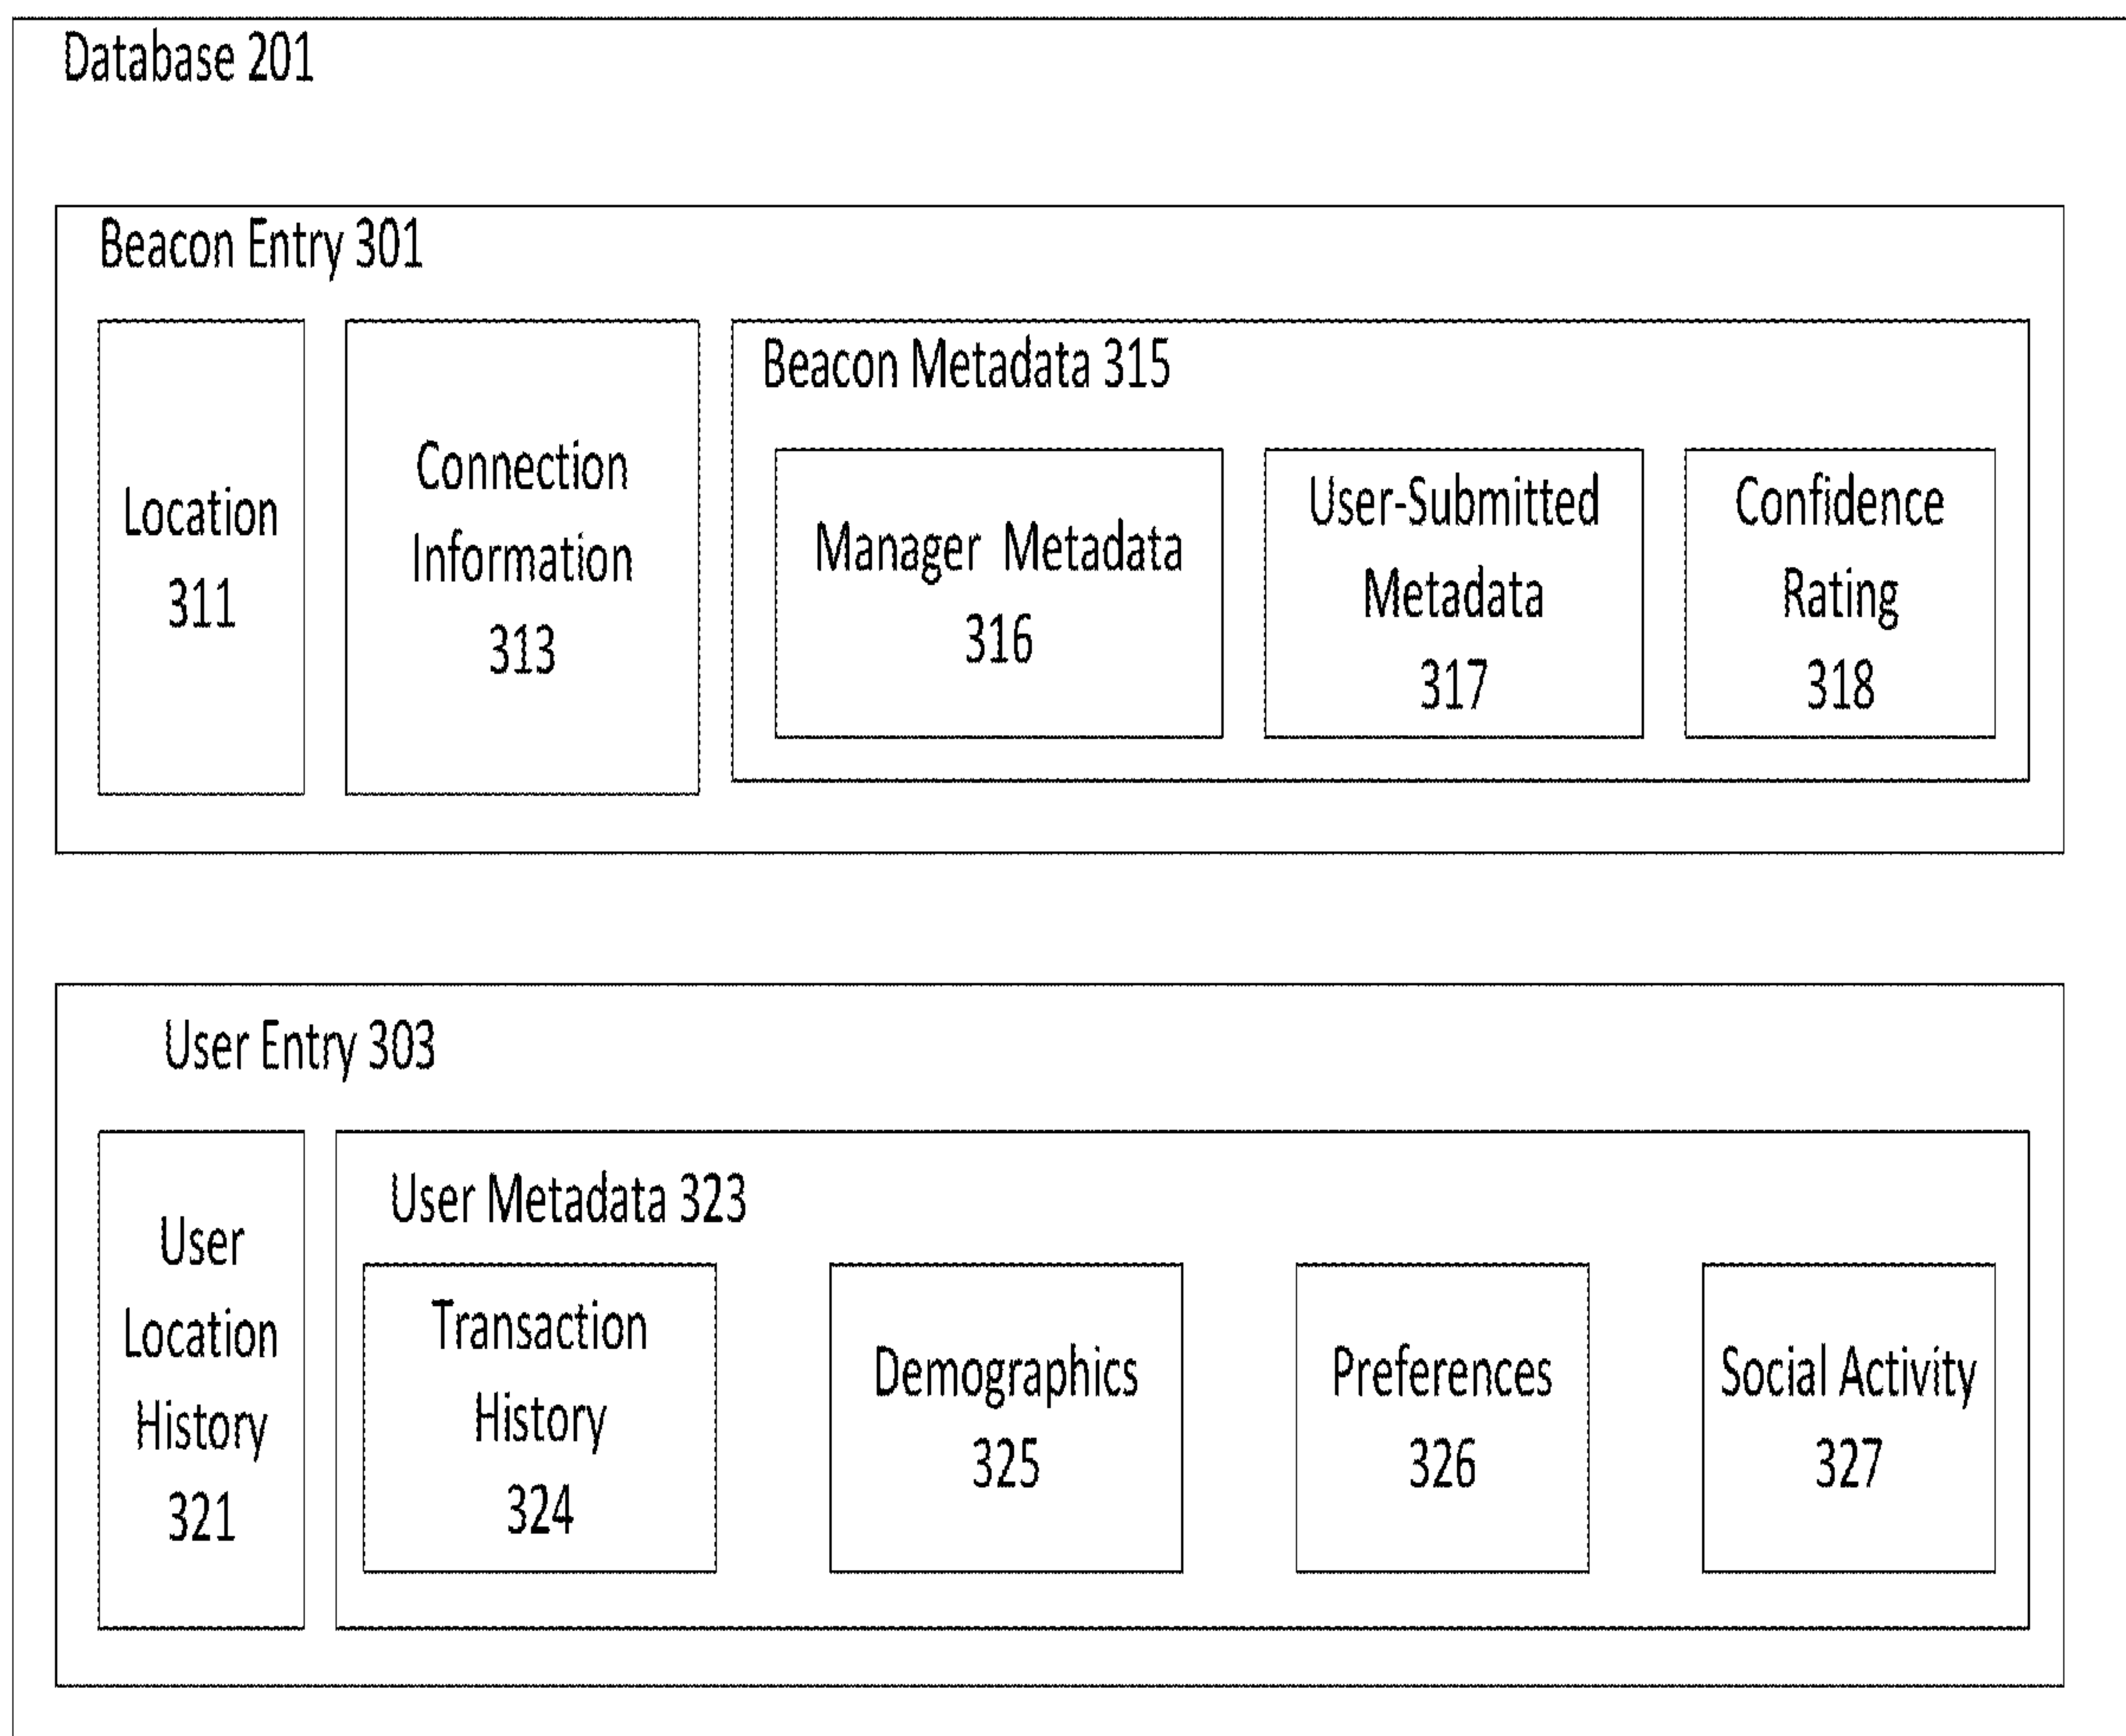 Database 201
Beacon Entry 301
Location
311
Connection
Information
313
Beacon Metadata 315
Manager  Metadata
316
User-Submitted
Metadata
317
Confidence
Rating
318
User Entry 303
User
Location
History
321
User Metadata 323
Transaction
History
324
Demographics
325
Preferences
326
Social Activity
327